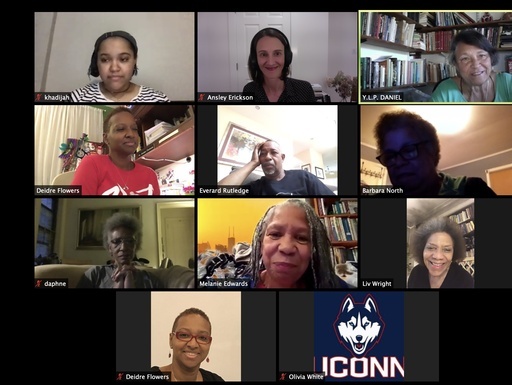 khadijah
Ansley Erickson
Y.L.P. DANIEL
Deidre Flowers
Everard Rutledge
Barbara North
daphne
Melanie Edwards
Liv Wright
UCONN
Deidre Flowers
Olivia White